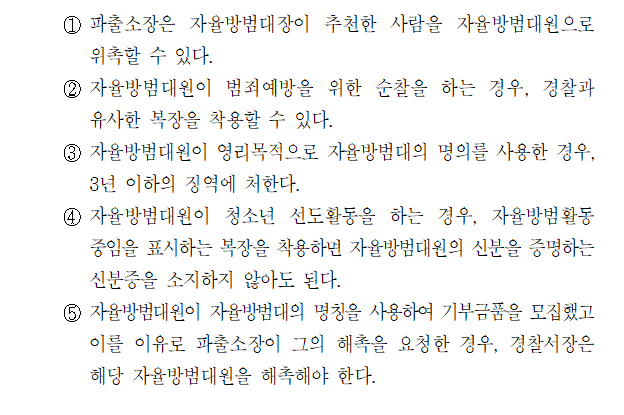 ① 파출소장은 자율방범대장이 추천한 사람을 자율방범대원으로
위촉할 수 있다.
② 자율방범대원이 범죄예방을 위한 순찰을 하는 경우, 경찰과
유사한 복장을 착용할 수 있다.
③ 자율방범대원이 영리목적으로 자율방범대의 명의를 사용한 경우,
3년 이하의 징역에 처한다.
④ 자율방범대원이 청소년 선도활동을 하는 경우, 자율방범활동
중임을 표시하는 복장을 착용하면 자율방범대원의 신분을 증명하는
신분증을 소지하지 않아도 된다.
⑤ 자율방범대원이 자율방범대의 명칭을 사용하여 기부금품을 모집했고
이를 이유로 파출소장이 그의 해촉을 요청한 경우, 경찰서장은
해당 자율방범대원을 해촉해야 한다.